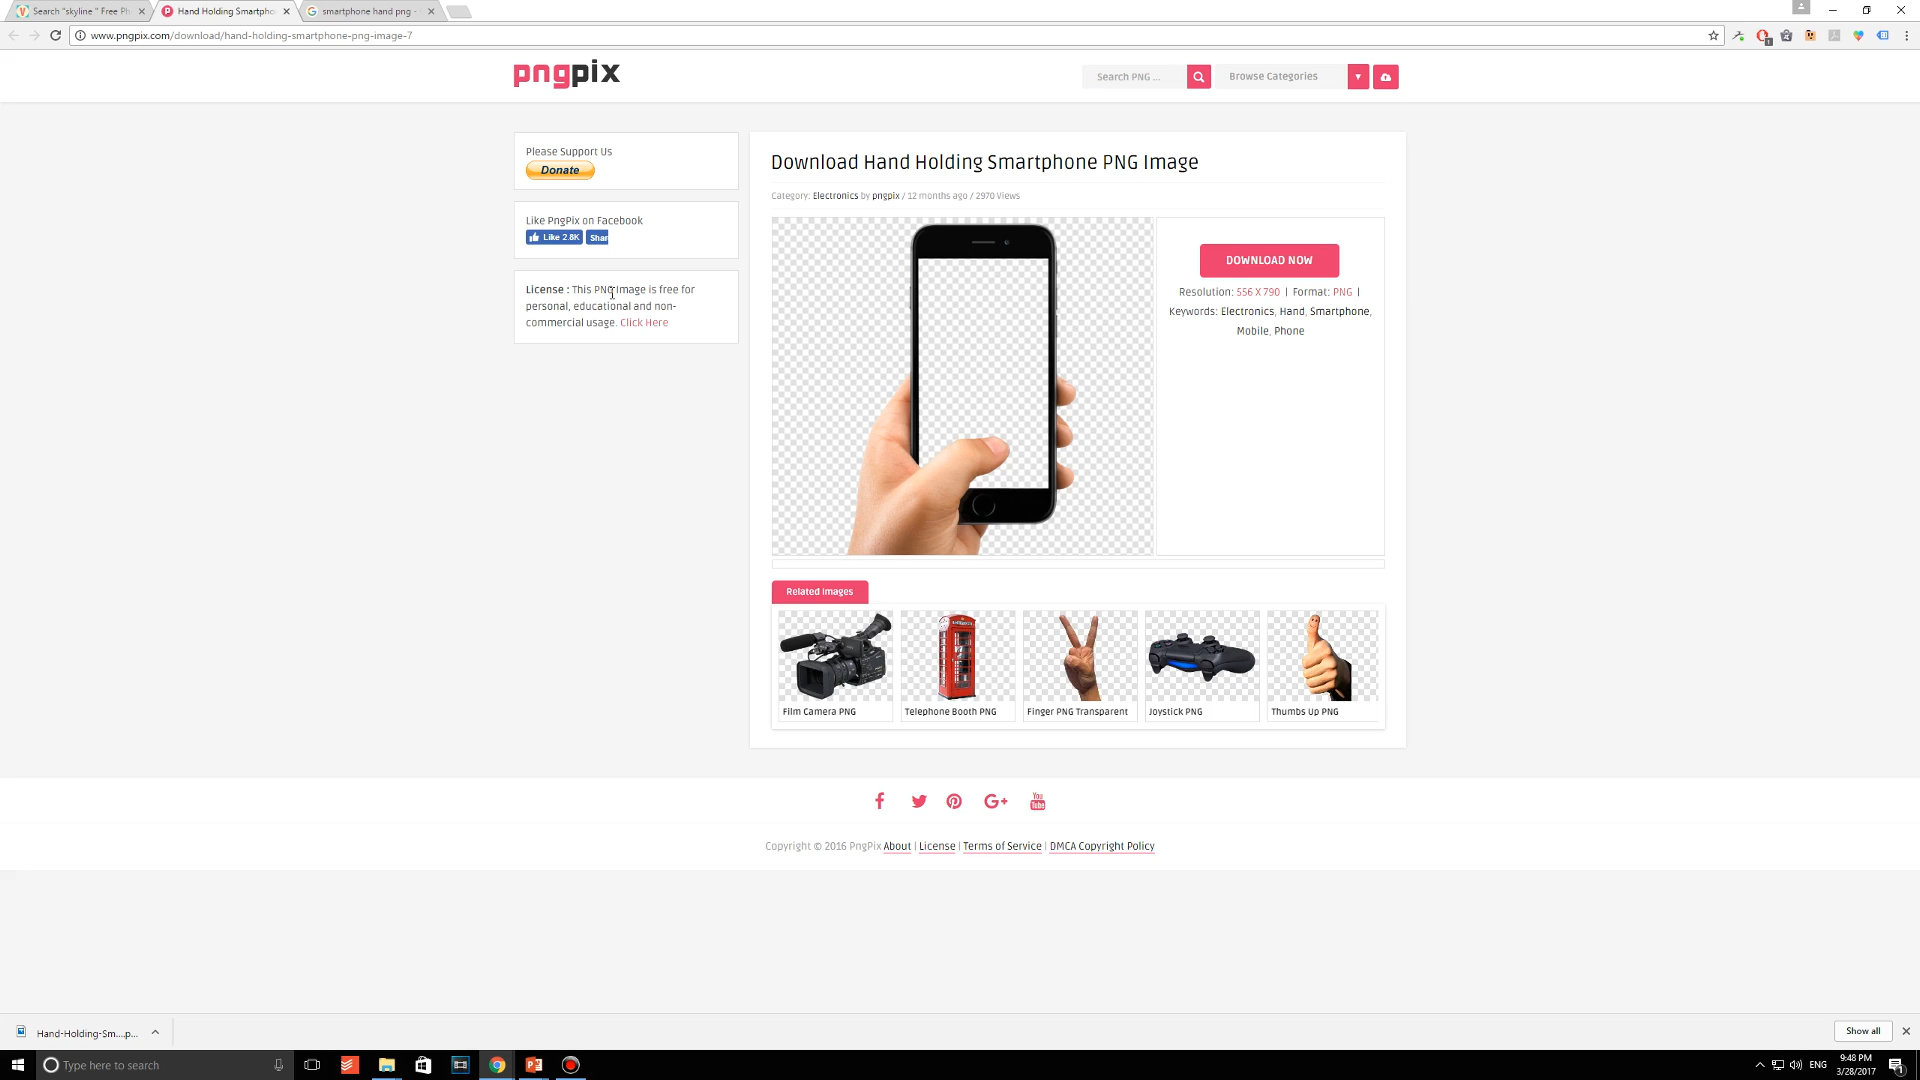 Search "skyline " Free Ph
Hand Holding Smartpho
smartphone hand png -
www.pngpix.com/download/hand-holding-smartphone-png-image-7
pngpix
Search PNG ...
Browse Categories
Please Support Us
Donate
Like PngPix on Facebook
Like 2.8K
Shar
License : This PNG Image is free for
personal, educational and non-
commercial usage. Click Here
Download Hand Holding Smartphone PNG Image
Category: Electronics by pngpix / 12 months ago / 2970 Views
DOWNLOAD NOW
Resolution: 556 X 790 | Format: PNG |
Keywords: Electronics, Hand, Smartphone,
Mobile, Phone
Related Images
Film Camera PNG
Telephone Booth PNG
Finger PNG Transparent
Joystick PNG
Thumbs Up PNG
You
Tube
Copyright © 2016 PngPix About | License | Terms of Service | DMCA Copyright Policy
Hand-Holding-Sm....p...
Show all
Type here to search
ENG
9:48 PM
3/28/2017